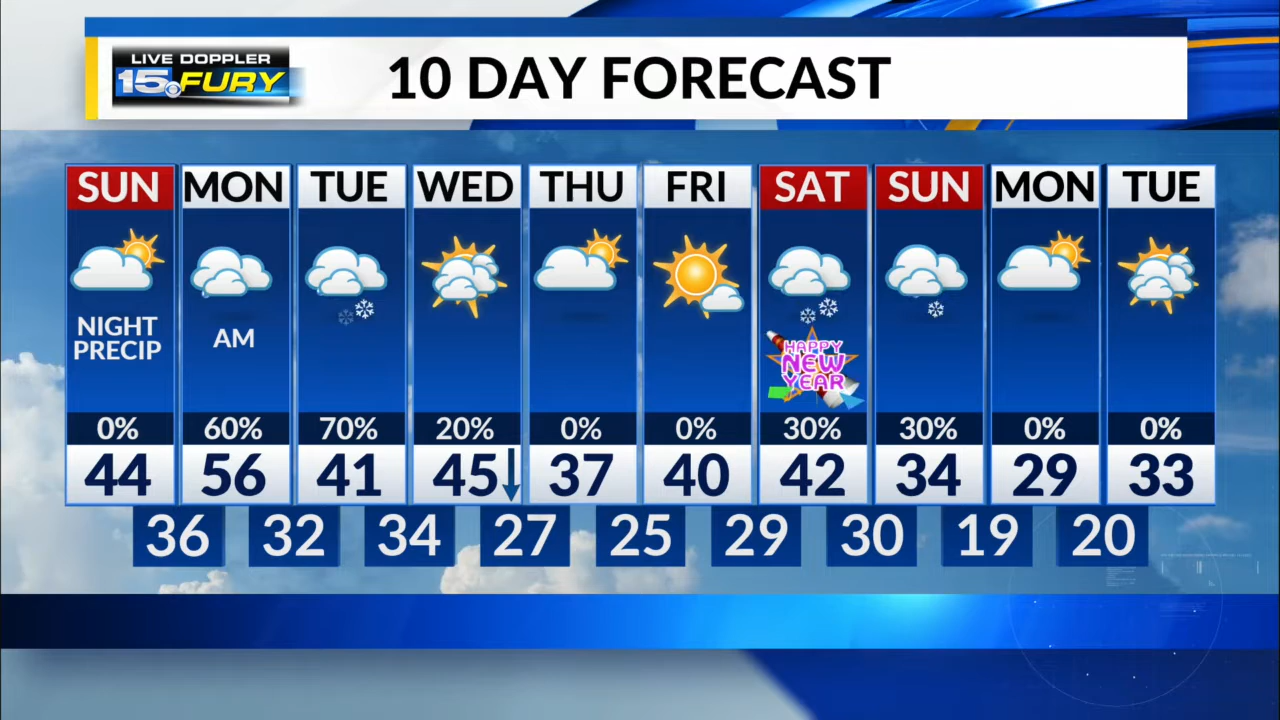 LIVE DOPPLER
15 FURY
10 DAY FORECAST
SUN MON TUE WED THU FRI SAT SUN MON TUE
NIGHT
PRECIP
AM
HAPPY
NEW
YEAR
0% 60% 70% 20% 0% 0% 30% 30% 0% 0%
44 56 41 45 37 40 42 34 29 33
36 32 34 27 25 29 30 19 20